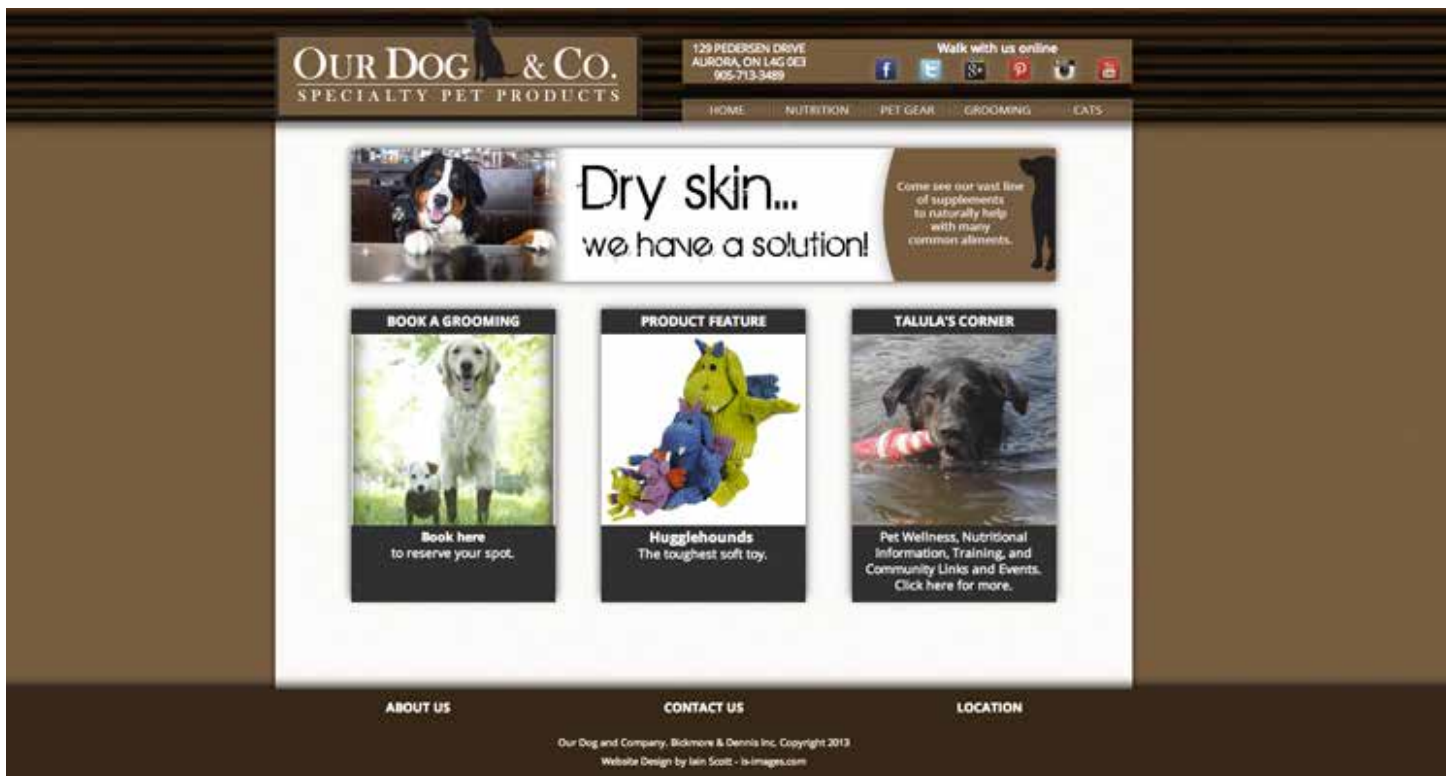 OUR DOG & CO.
SPECIALTY PET PRODUCTS
129 PEDERSEN DRIVE
AURORA, ON L4G 0E3
905-713-3489
Walk with us online
HOME NUTRITION PET GEAR GROOMING CATS
Dry skin...
we have a solution!
Come see our vast line
of supplements
to naturally help
with many
common aliments.
BOOK A GROOMING
Book here
to reserve your spot.
PRODUCT FEATURE
Hugglehounds
The toughest soft toy.
TALULA'S CORNER
Pet Wellness, Nutritional
Information, Training, and
Community Links and Events.
Click here for more.
ABOUT US CONTACT US LOCATION
Our Dog and Company. Bickmore & Dennis Inc. Copyright 2013
Website Design by Iain Scott - is-images.com